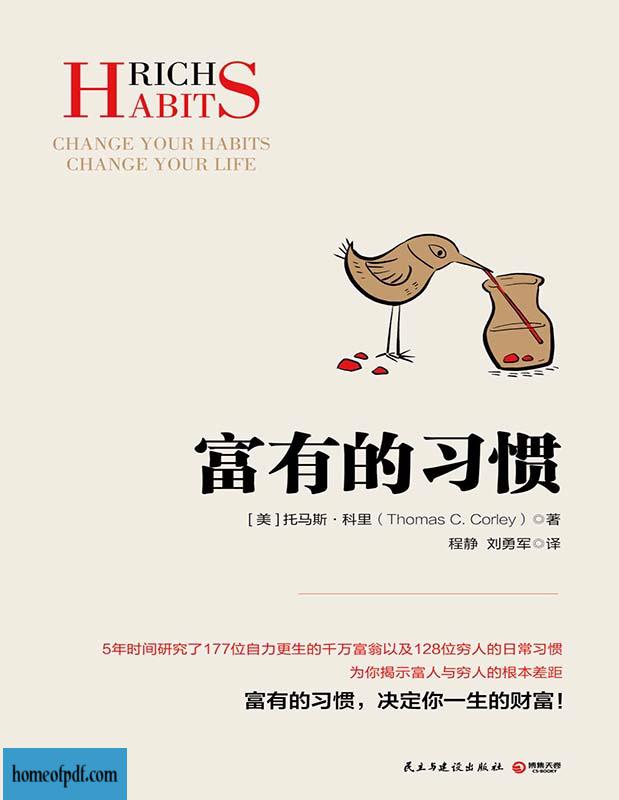 RICH
HABITS
CHANGE YOUR HABITS
CHANGE YOUR LIFE
富有的习惯
[ 美 ] 托马斯·科里（Thomas C. Corley）◎ 著
程静 刘勇军◎译
5年时间研究了177位自力更生的千万富翁以及128位穷人的日常习惯
为你揭示富人与穷人的根本差距
富有的习惯，决定你一生的财富！
民主与建设出版社
博集天卷
CS-BOOKY
homeofpdf.com